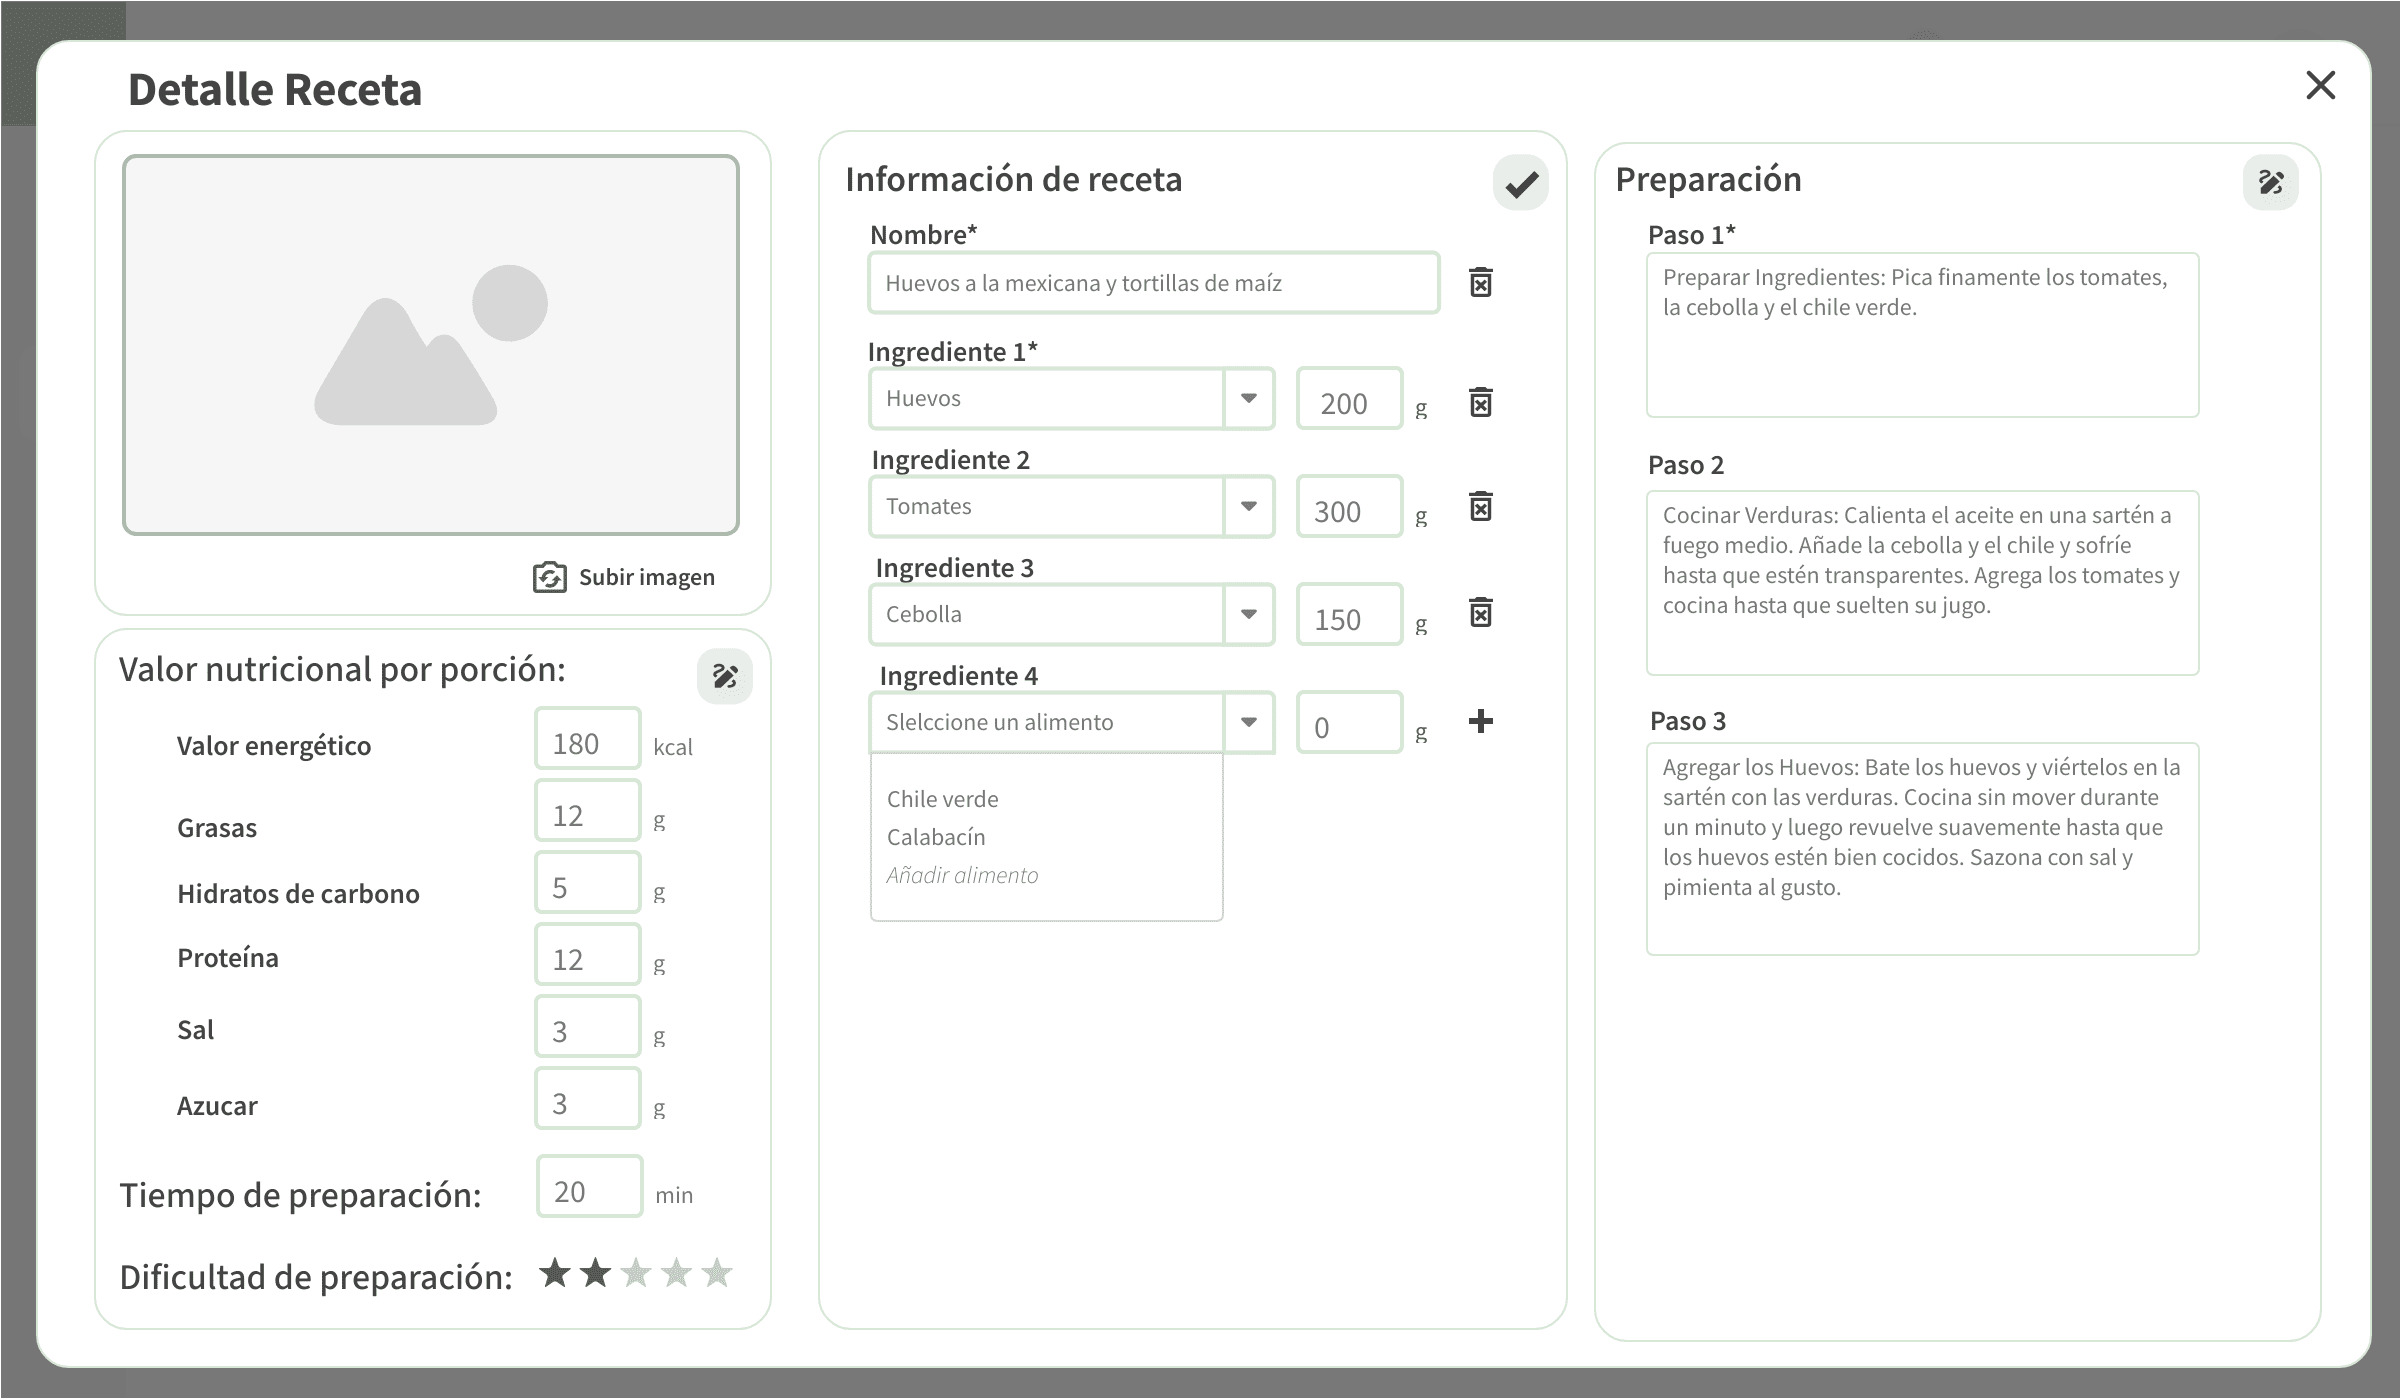 Detalle Receta
Subir imagen
Valor nutricional por porción:
Valor energético 180 kcal
Grasas 12 g
Hidratos de carbono 5 g
Proteína 12 g
Sal 3 g
Azucar 3 g
Tiempo de preparación: 20 min
Dificultad de preparación:
Información de receta
Nombre*
Huevos a la mexicana y tortillas de maíz
Ingrediente 1*
Huevos 200 g
Ingrediente 2
Tomates 300 g
Ingrediente 3
Cebolla 150 g
Ingrediente 4
Slelccione un alimento 0 g
Chile verde
Calabacín
Añadir alimento
Preparación
Paso 1*
Preparar Ingredientes: Pica finamente los tomates,
la cebolla y el chile verde.
Paso 2
Cocinar Verduras: Calienta el aceite en una sartén a
fuego medio. Añade la cebolla y el chile y sofríe
hasta que estén transparentes. Agrega los tomates y
cocina hasta que suelten su jugo.
Paso 3
Agregar los Huevos: Bate los huevos y viértelos en la
sartén con las verduras. Cocina sin mover durante
un minuto y luego revuelve suavemente hasta que
los huevos estén bien cocidos. Sazona con sal y
pimienta al gusto.